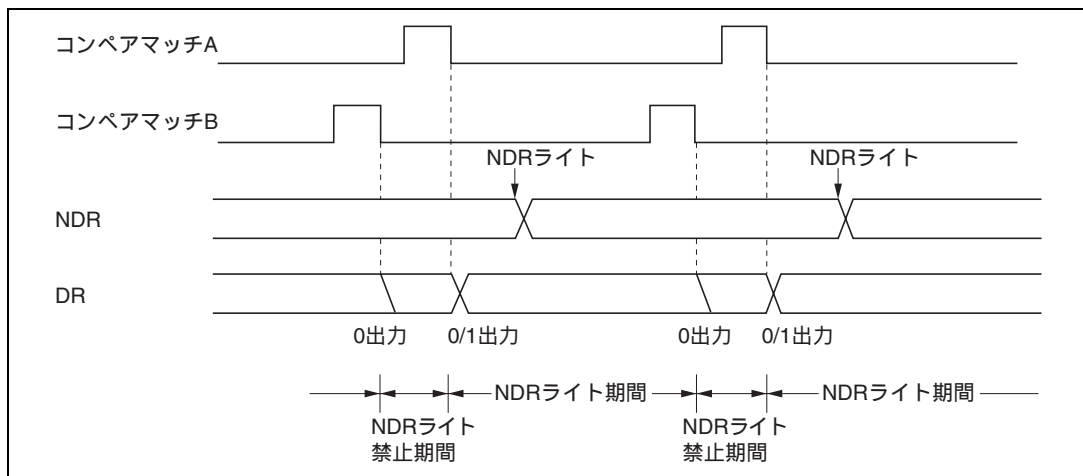 コンペアマッチA
コンペアマッチB
NDRライト NDRライト
NDR
DR
0出力 0/1出力 0出力 0/1出力
NDRライト期間 NDRライト期間
NDRライト NDRライト
禁止期間 禁止期間